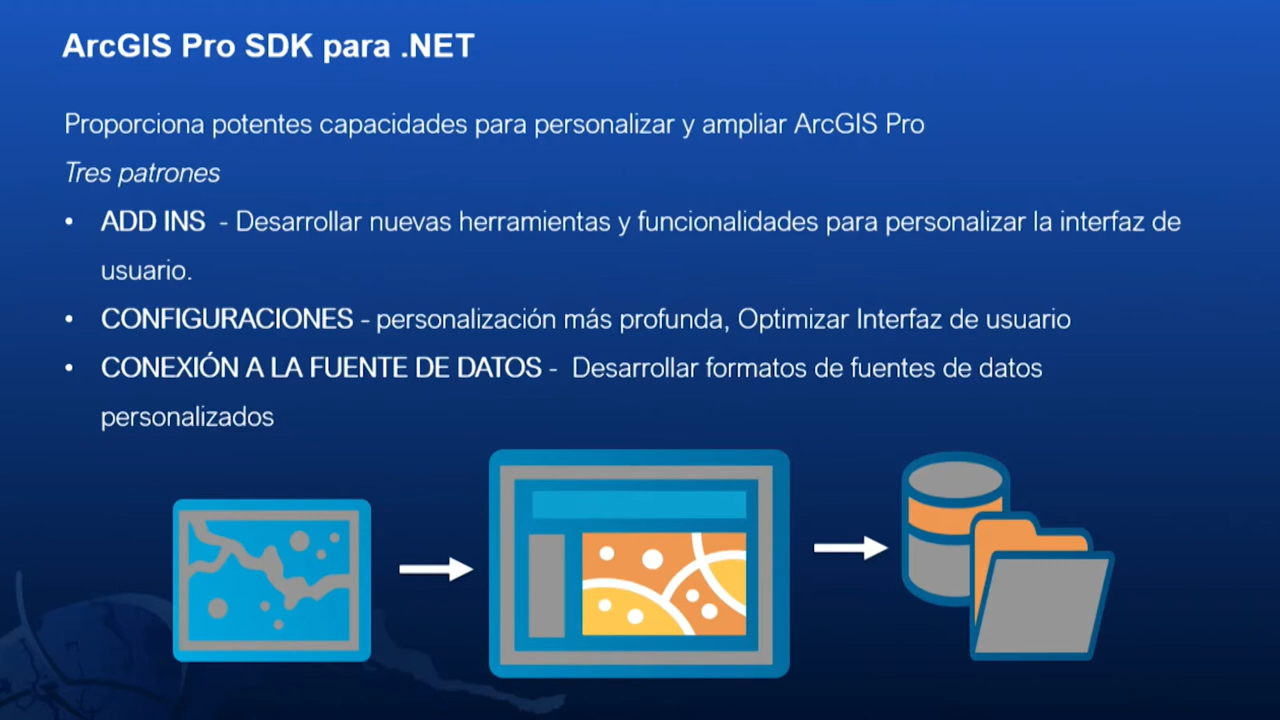 ArcGIS Pro SDK para .NET
Proporciona potentes capacidades para personalizar y ampliar ArcGIS Pro
Tres patrones
• ADD INS - Desarrollar nuevas herramientas y funcionalidades para personalizar la interfaz de
usuario.
• CONFIGURACIONES - personalización más profunda, Optimizar Interfaz de usuario
• CONEXIÓN A LA FUENTE DE DATOS - Desarrollar formatos de fuentes de datos
personalizados